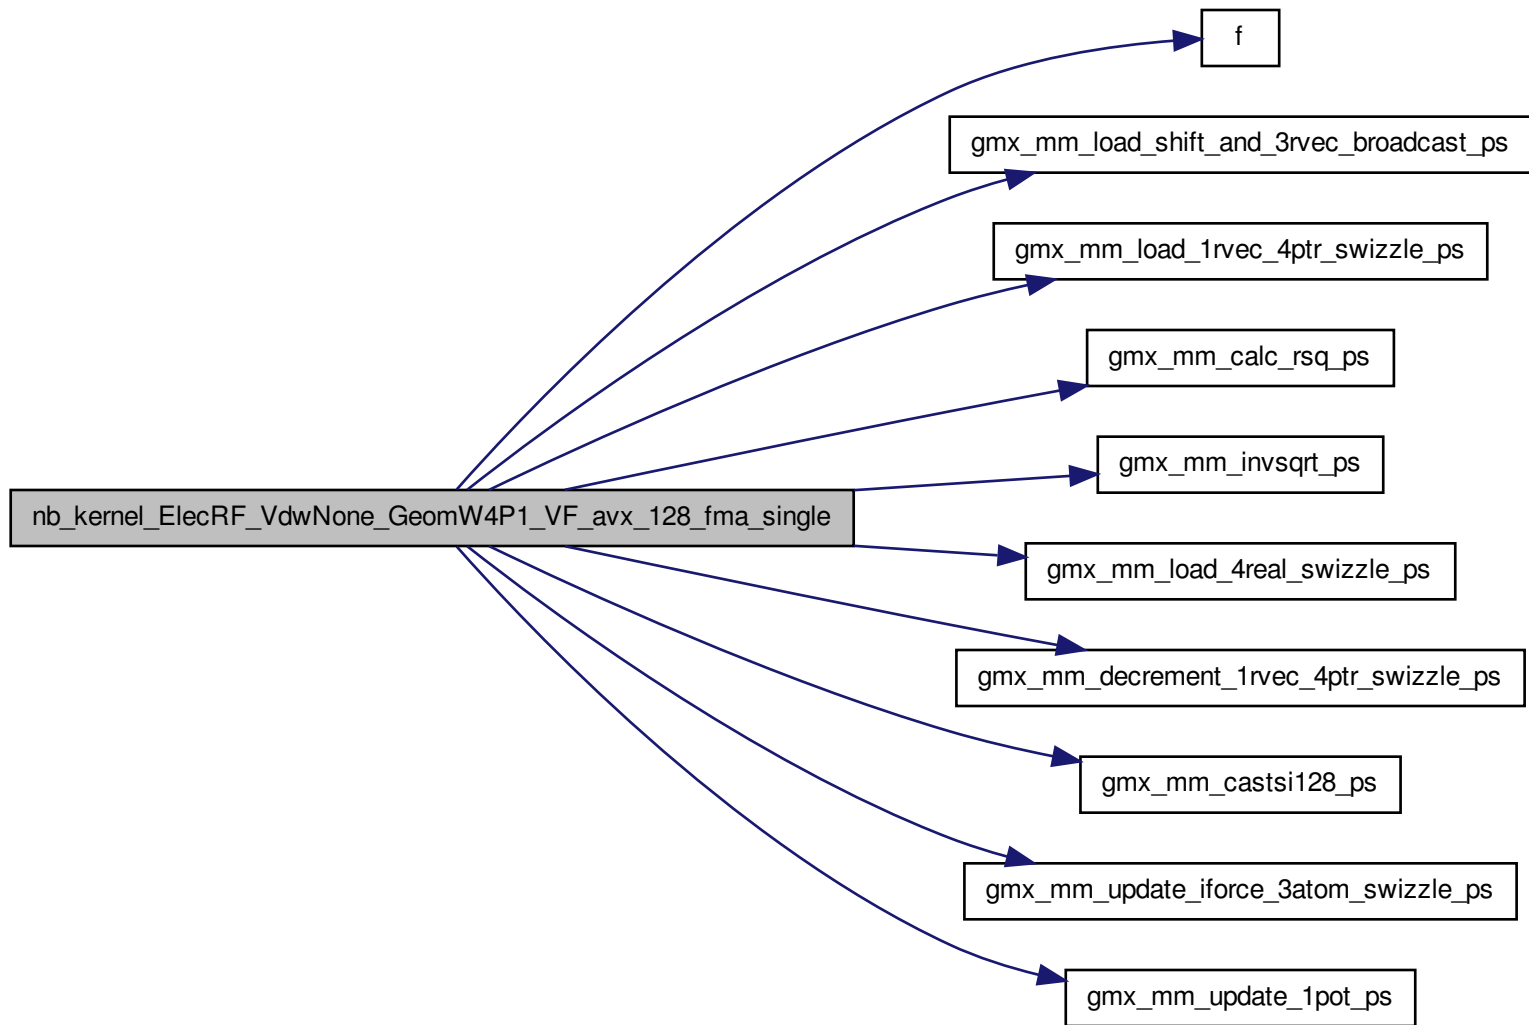 f
gmx_mm_load_shift_and_3rvec_broadcast_ps
gmx_mm_load_1rvec_4ptr_swizzle_ps
gmx_mm_calc_rsq_ps
gmx_mm_invsqrt_ps
nb_kernel_ElecRF_VdwNone_GeomW4P1_VF_avx_128_fma_single
gmx_mm_load_4real_swizzle_ps
gmx_mm_decrement_1rvec_4ptr_swizzle_ps
gmx_mm_castsi128_ps
gmx_mm_update_iforce_3atom_swizzle_ps
gmx_mm_update_1pot_ps